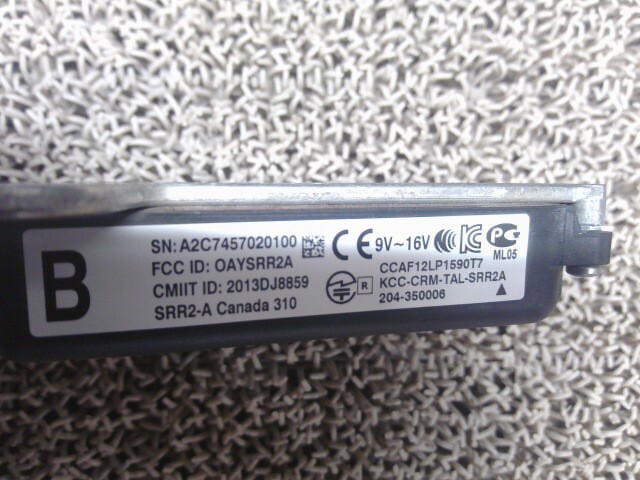 B
SN: A2C7457020100
FCC ID: OAYSRR2A
CMIIT ID: 2013DJ8859
SRR2-A Canada 310
CE 9V~16V
R
CCAF12LP1590T7
KCC-CRM-TAL-SRR2A
204-350006
ML05